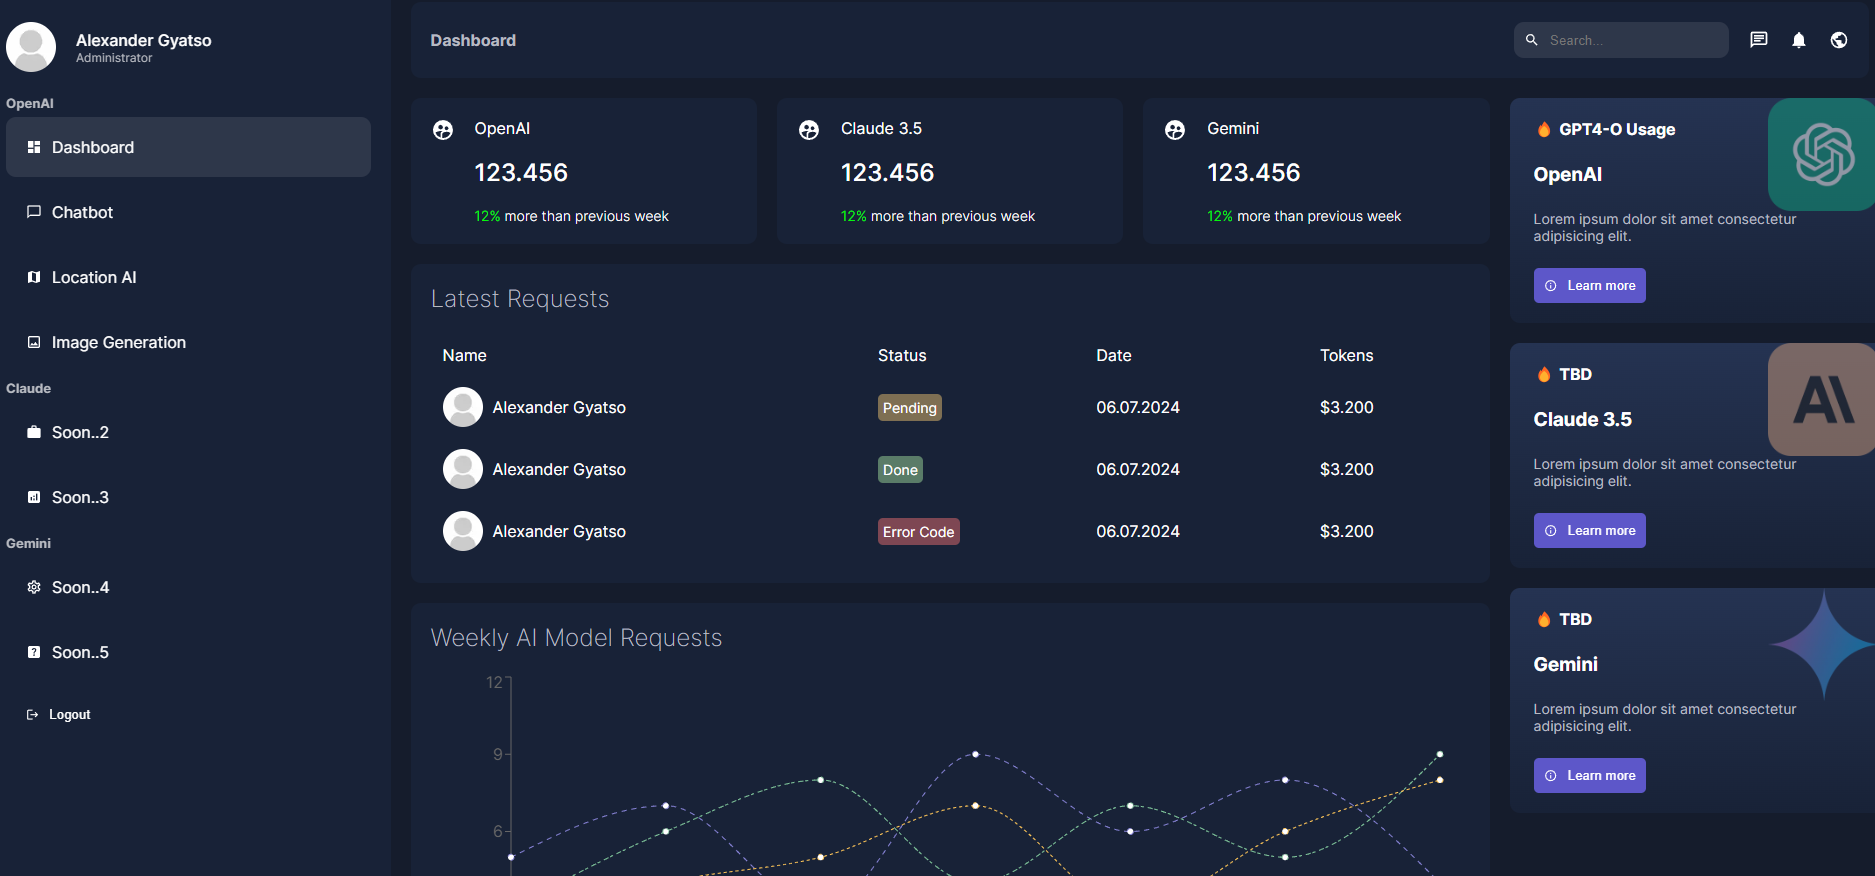 Alexander Gyatso
Administrator
OpenAI
Dashboard
Chatbot
Location AI
Image Generation
Claude
Soon..2
Soon..3
Gemini
Soon..4
Soon..5
Logout
Dashboard
Search...
OpenAI
123.456
12% more than previous week
Claude 3.5
123.456
12% more than previous week
Gemini
123.456
12% more than previous week
Latest Requests
Name Status Date Tokens
Alexander Gyatso Pending 06.07.2024 $3.200
Alexander Gyatso Done 06.07.2024 $3.200
Alexander Gyatso Error Code 06.07.2024 $3.200
Weekly AI Model Requests
12
9
6
GPT4-O Usage
OpenAI
Lorem ipsum dolor sit amet consectetur
adipisicing elit.
Learn more
TBD
Claude 3.5
Lorem ipsum dolor sit amet consectetur
adipisicing elit.
Learn more
TBD
Gemini
Lorem ipsum dolor sit amet consectetur
adipisicing elit.
Learn more